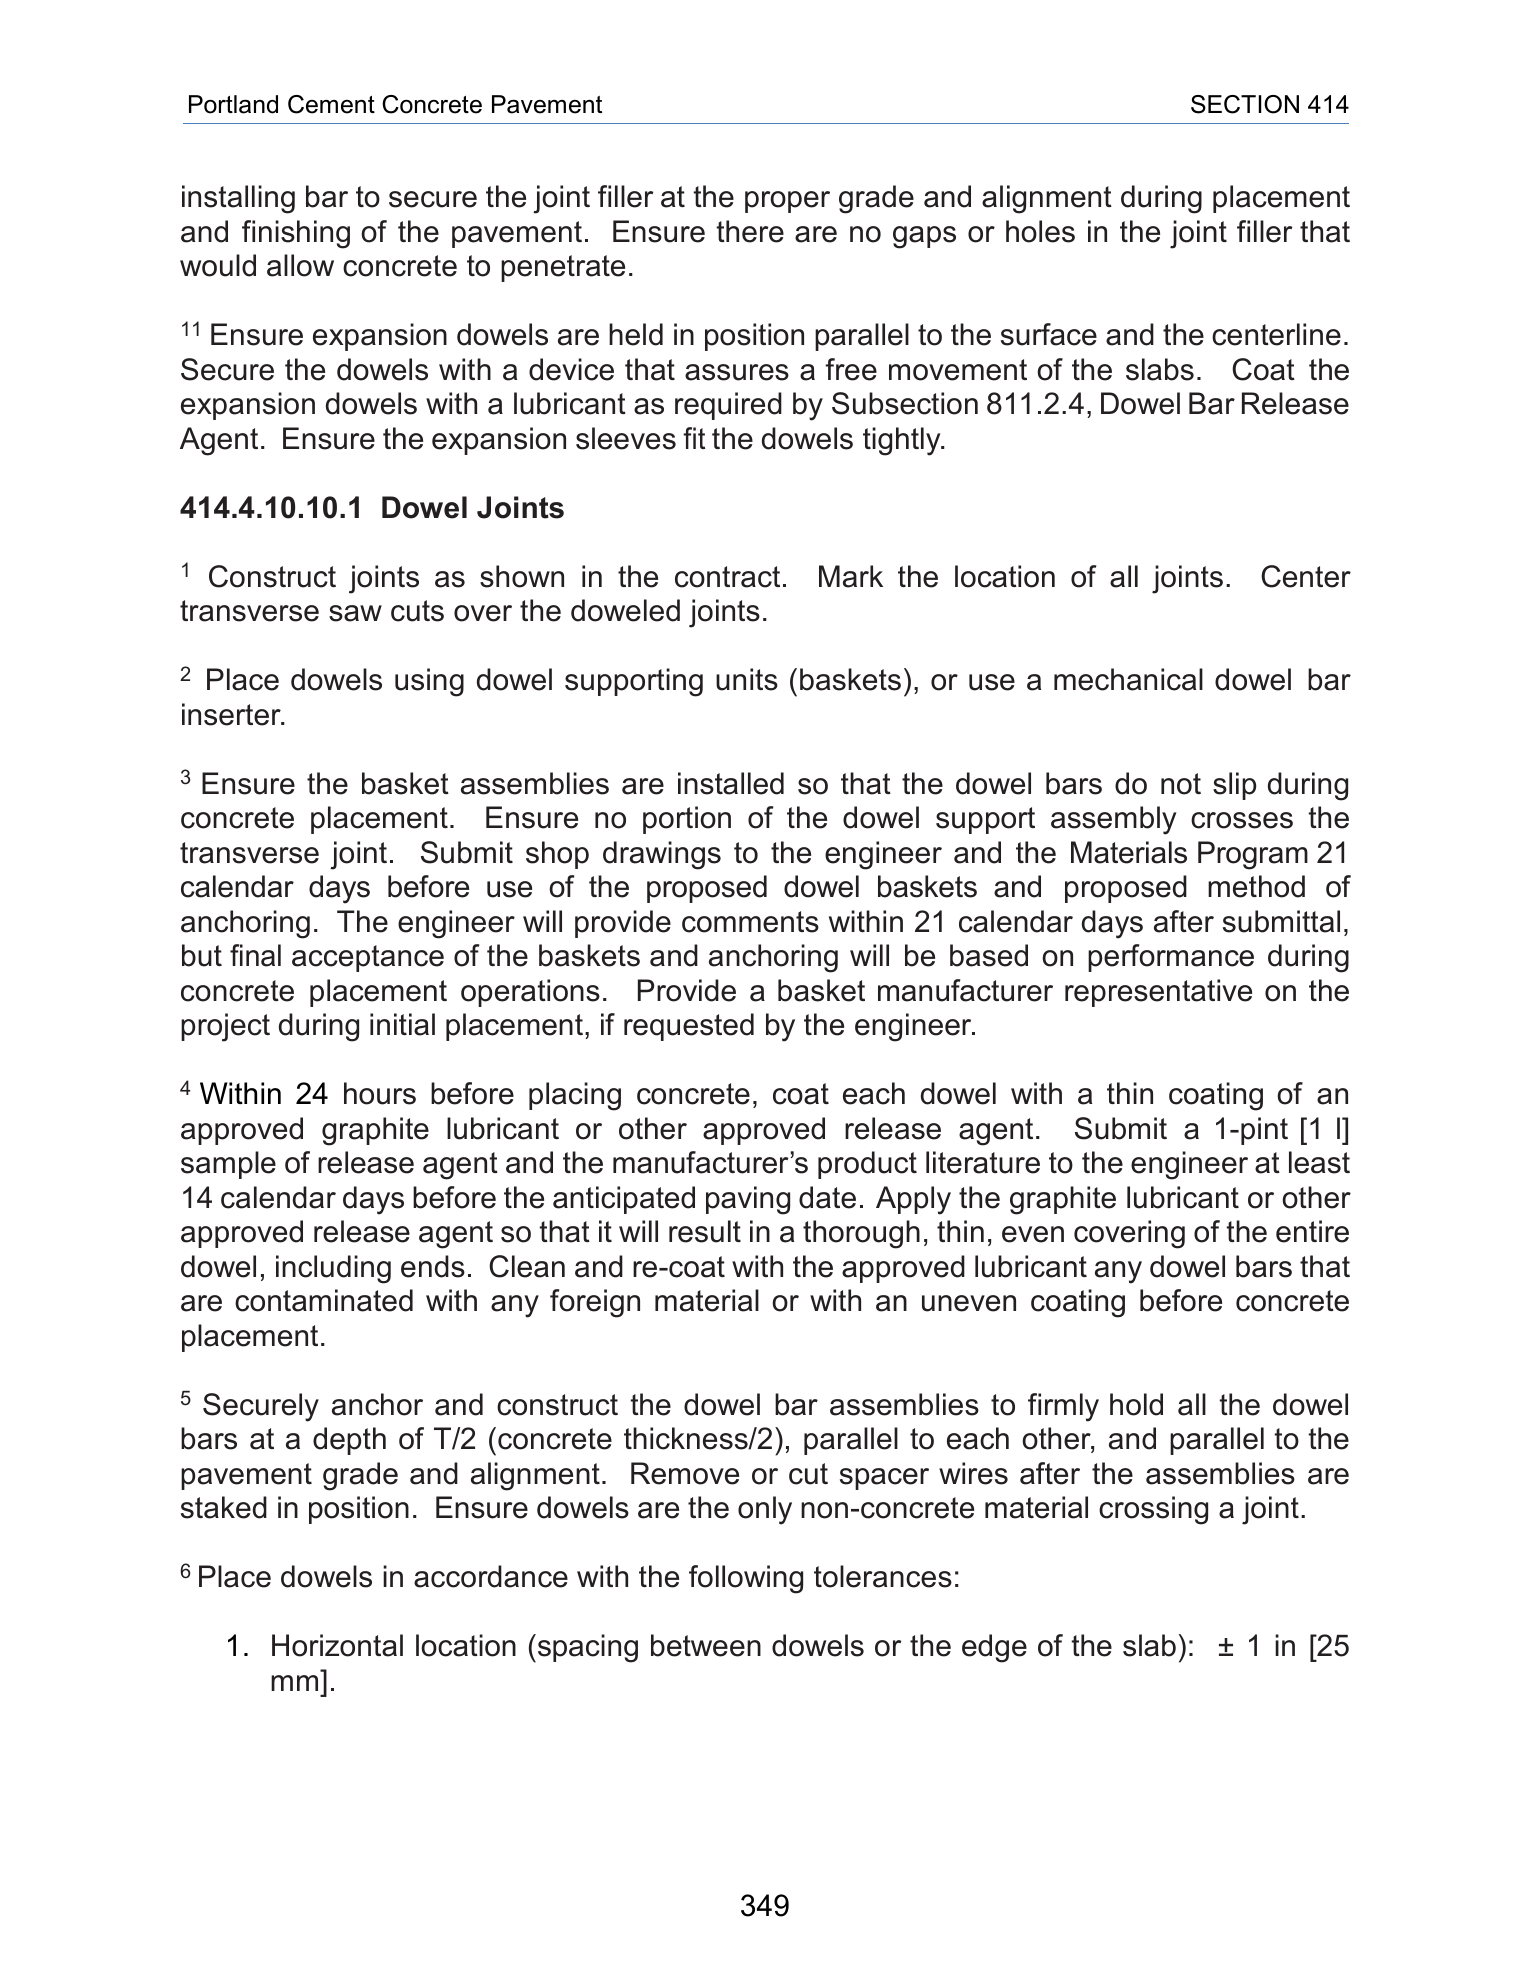 Portland Cement Concrete Pavement SECTION 414
installing bar to secure the joint filler at the proper grade and alignment during placement
and finishing of the pavement. Ensure there are no gaps or holes in the joint filler that
would allow concrete to penetrate.
11 Ensure expansion dowels are held in position parallel to the surface and the centerline.
Secure the dowels with a device that assures a free movement of the slabs. Coat the
expansion dowels with a lubricant as required by Subsection 811.2.4, Dowel Bar Release
Agent. Ensure the expansion sleeves fit the dowels tightly.
414.4.10.10.1 Dowel Joints
1 Construct joints as shown in the contract. Mark the location of all joints. Center
transverse saw cuts over the doweled joints.
2 Place dowels using dowel supporting units (baskets), or use a mechanical dowel bar
inserter.
3 Ensure the basket assemblies are installed so that the dowel bars do not slip during
concrete placement. Ensure no portion of the dowel support assembly crosses the
transverse joint. Submit shop drawings to the engineer and the Materials Program 21
calendar days before use of the proposed dowel baskets and proposed method of
anchoring. The engineer will provide comments within 21 calendar days after submittal,
but final acceptance of the baskets and anchoring will be based on performance during
concrete placement operations. Provide a basket manufacturer representative on the
project during initial placement, if requested by the engineer.
4 Within 24 hours before placing concrete, coat each dowel with a thin coating of an
approved graphite lubricant or other approved release agent. Submit a 1-pint [1 l]
sample of release agent and the manufacturer’s product literature to the engineer at least
14 calendar days before the anticipated paving date. Apply the graphite lubricant or other
approved release agent so that it will result in a thorough, thin, even covering of the entire
dowel, including ends. Clean and re-coat with the approved lubricant any dowel bars that
are contaminated with any foreign material or with an uneven coating before concrete
placement.
5 Securely anchor and construct the dowel bar assemblies to firmly hold all the dowel
bars at a depth of T/2 (concrete thickness/2), parallel to each other, and parallel to the
pavement grade and alignment. Remove or cut spacer wires after the assemblies are
staked in position. Ensure dowels are the only non-concrete material crossing a joint.
6 Place dowels in accordance with the following tolerances:
1. Horizontal location (spacing between dowels or the edge of the slab): ± 1 in [25
mm].
349